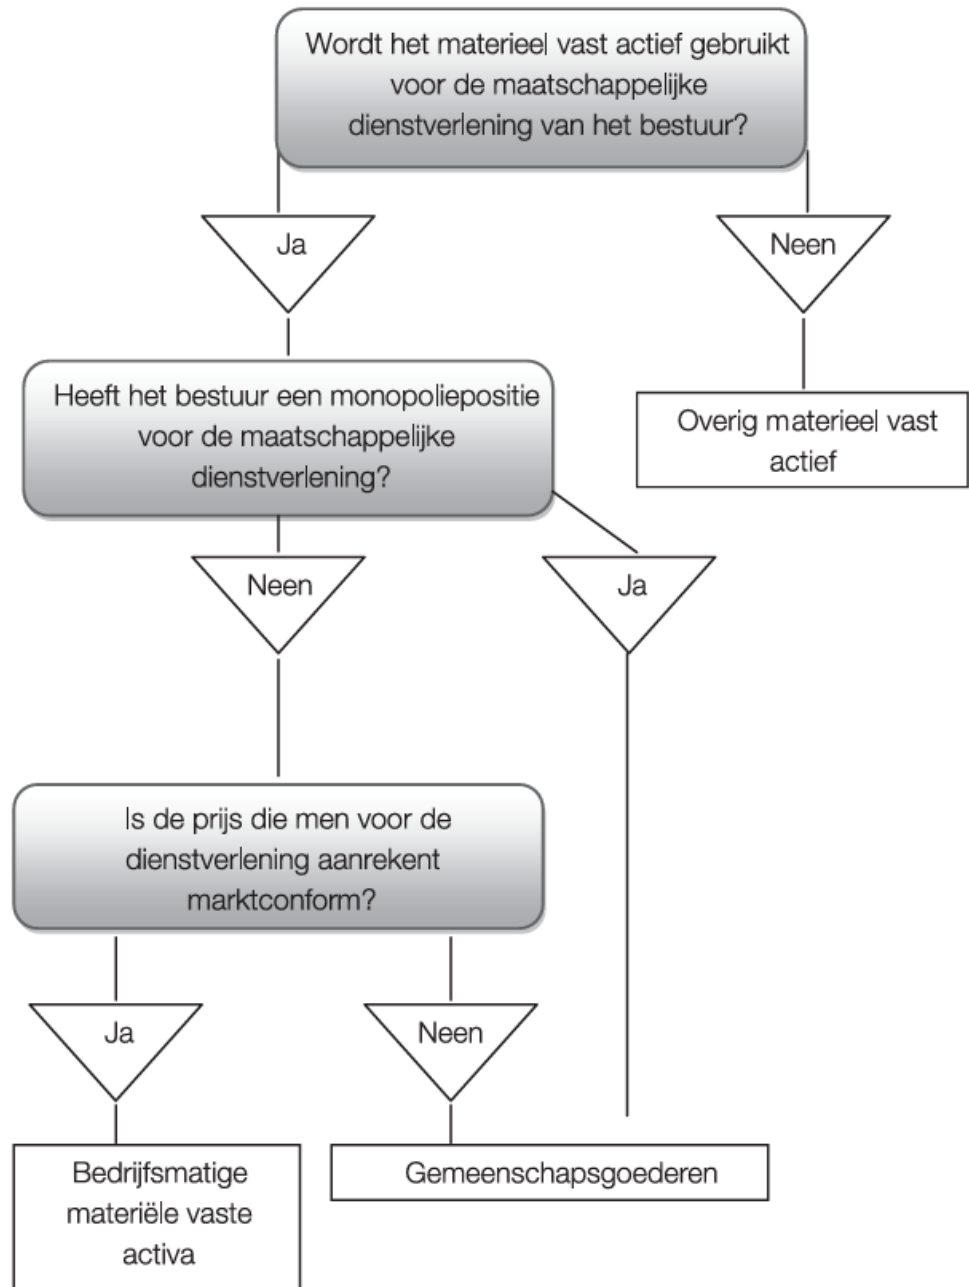 Wordt het materieel vast actief gebruikt
voor de maatschappelijke
dienstverlening van het bestuur?
Ja
Neen
Heeft het bestuur een monopoliepositie
voor de maatschappelijke
dienstverlening?
Overig materieel vast
actief
Neen
Ja
Is de prijs die men voor de
dienstverlening aanrekent
marktconform?
Ja
Neen
Bedrijfsmatige
materiële vaste
activa
Gemeenschapsgoederen